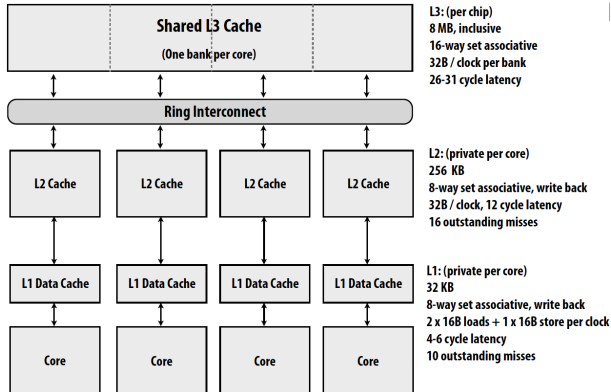 Shared L3 Cache
(One bank per core)
L3: (per chip)
8 MB, inclusive
16-way set associative
32B / clock per bank
26-31 cycle latency
Ring Interconnect
L2 Cache
L2 Cache
L2 Cache
L2 Cache
L2: (private per core)
256 KB
8-way set associative, write back
32B / clock, 12 cycle latency
16 outstanding misses
L1 Data Cache
L1 Data Cache
L1 Data Cache
L1 Data Cache
L1: (private per core)
32 KB
8-way set associative, write back
2 x 16B loads + 1 x 16B store per clock
4-6 cycle latency
10 outstanding misses
Core
Core
Core
Core